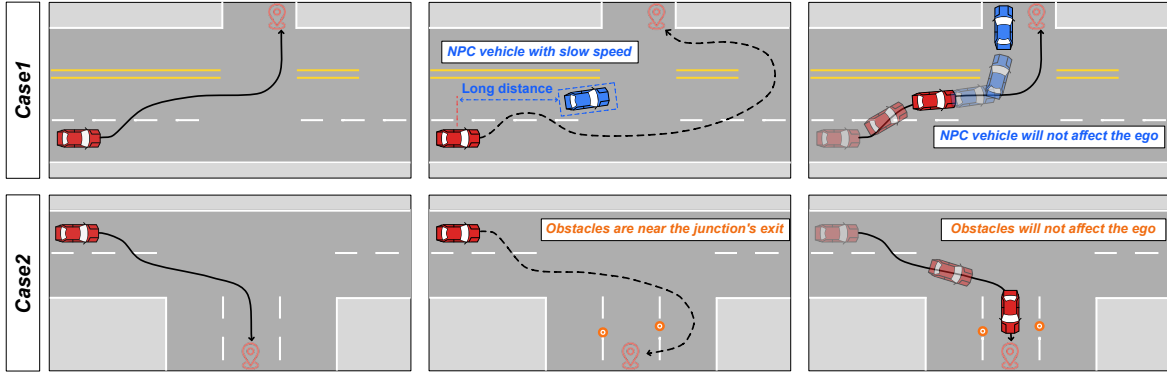 Case1
NPC vehicle with slow speed
Long distance
NPC vehicle will not affect the ego
Case2
Obstacles are near the junction's exit
Obstacles will not affect the ego